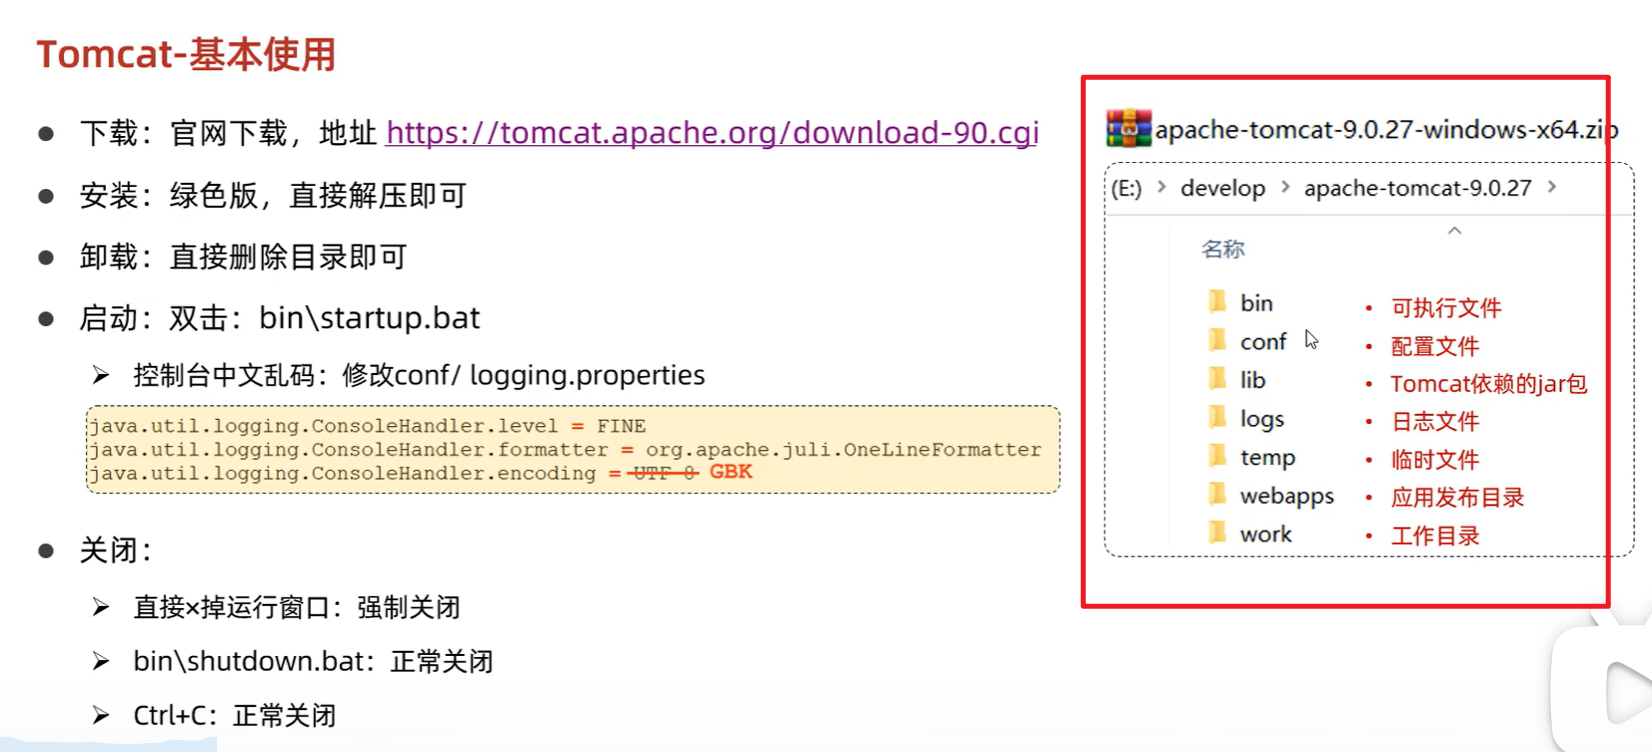 Tomcat-基本使用
下载：官网下载，地址 https://tomcat.apache.org/download-90.cgi
安装：绿色版，直接解压即可
卸载：直接删除目录即可
启动：双击：bin\startup.bat
控制台中文乱码：修改conf/ logging.properties
java.util.logging.ConsoleHandler.level = FINE
java.util.logging.ConsoleHandler.formatter = org.apache.juli.OneLineFormatter
java.util.logging.ConsoleHandler.encoding = UTF-8 GBK
关闭：
直接×掉运行窗口：强制关闭
bin\shutdown.bat：正常关闭
Ctrl+C：正常关闭
apache-tomcat-9.0.27-windows-x64.zip
(E:) > develop > apache-tomcat-9.0.27 >
名称
bin • 可执行文件
conf • 配置文件
lib • Tomcat依赖的jar包
logs • 日志文件
temp • 临时文件
webapps • 应用发布目录
work • 工作目录